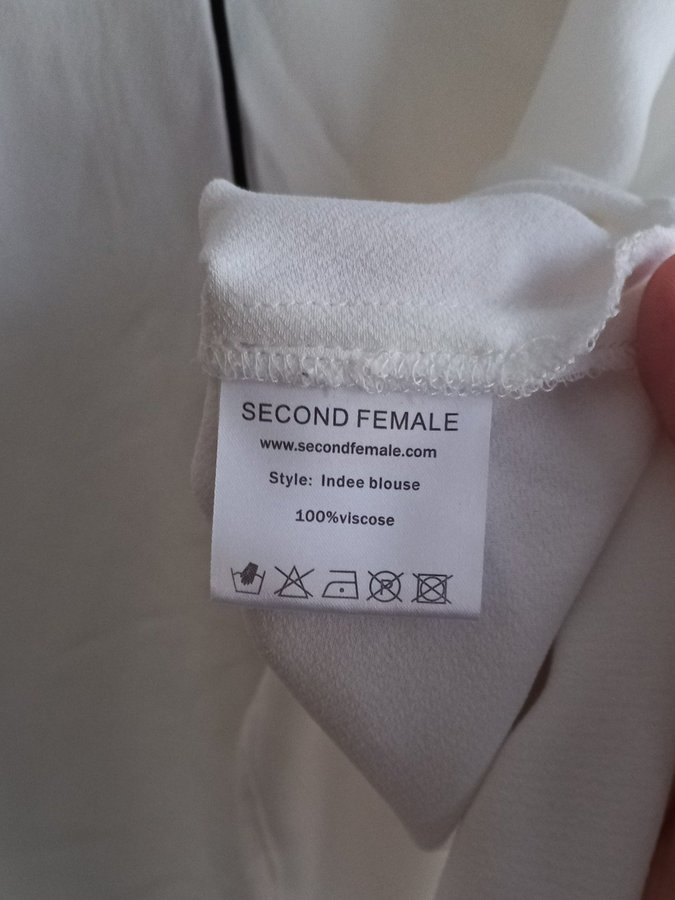 SECOND FEMALE
www.secondfemale.com
Style: Indee blouse
100%viscose
P